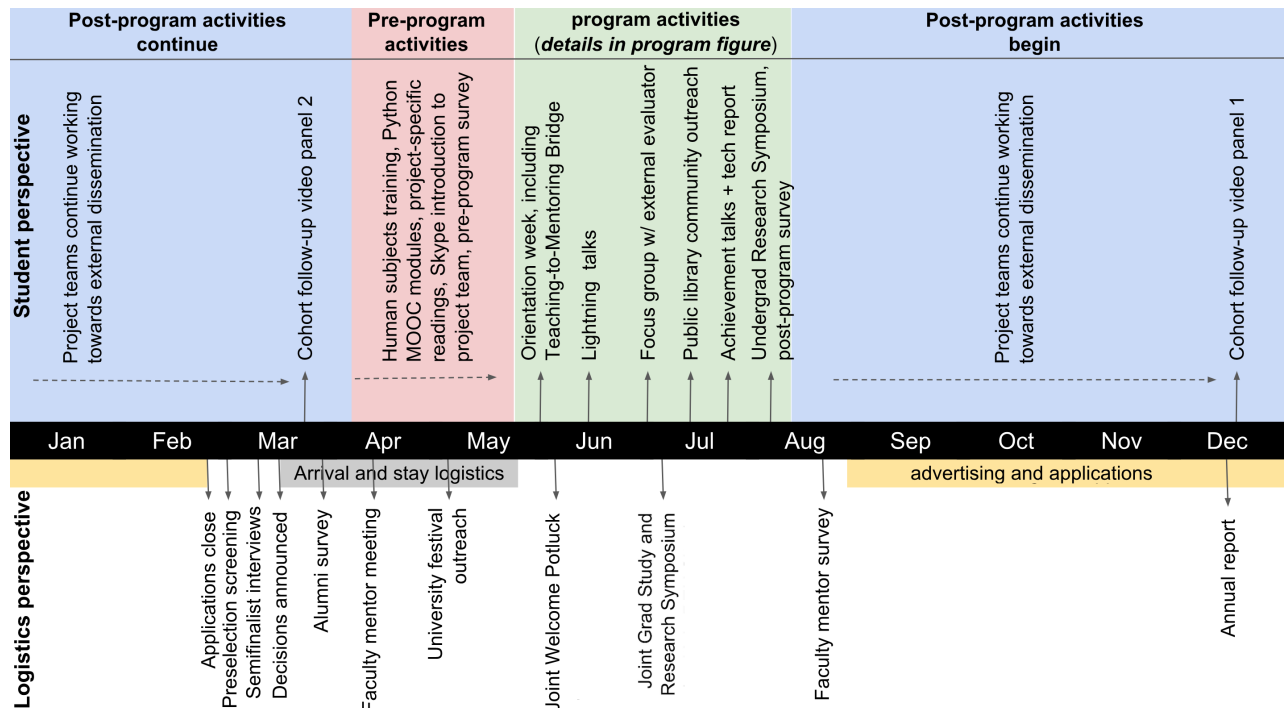 Post-program activities
continue
Pre-program
activities
program activities
(details in program figure)
Post-program activities
begin
Student perspective
Project teams continue working
towards external dissemination
Cohort follow-up video panel 2
Human subjects training, Python
MOOC modules, project-specific
readings, Skype introduction to
project team, pre-program survey
Orientation week, including
Teaching-to-Mentoring Bridge
Lightning talks
Focus group w/ external evaluator
Public library community outreach
Achievement talks + tech report
Undergrad Research Symposium,
post-program survey
Project teams continue working
towards external dissemination
Cohort follow-up video panel 1
Jan
Feb
Mar
Apr
May
Jun
Jul
Aug
Sep
Oct
Nov
Dec
Arrival and stay logistics
advertising and applications
Logistics perspective
Applications close
Preselection screening
Semifinalist interviews
Decisions announced
Alumni survey
Faculty mentor meeting
University festival
outreach
Joint Welcome Potluck
Joint Grad Study and
Research Symposium
Faculty mentor survey
Annual report